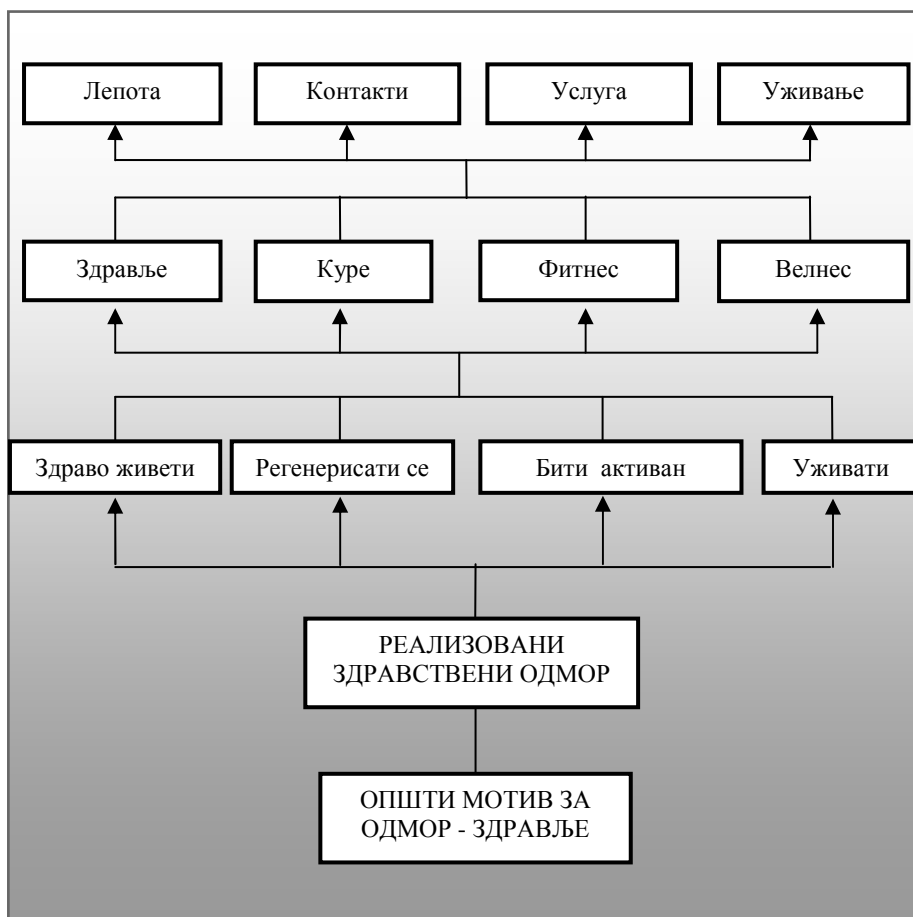 Лепота
Контакти
Услуга
Уживање
Здравље
Куре
Фитнес
Велнес
Здраво живети
Регенерисати се
Бити активан
Уживати
РЕАЛИЗОВАНИ
ЗДРАВСТВЕНИ ОДМОР
ОПШТИ МОТИВ ЗА
ОДМОР - ЗДРАВЉЕ